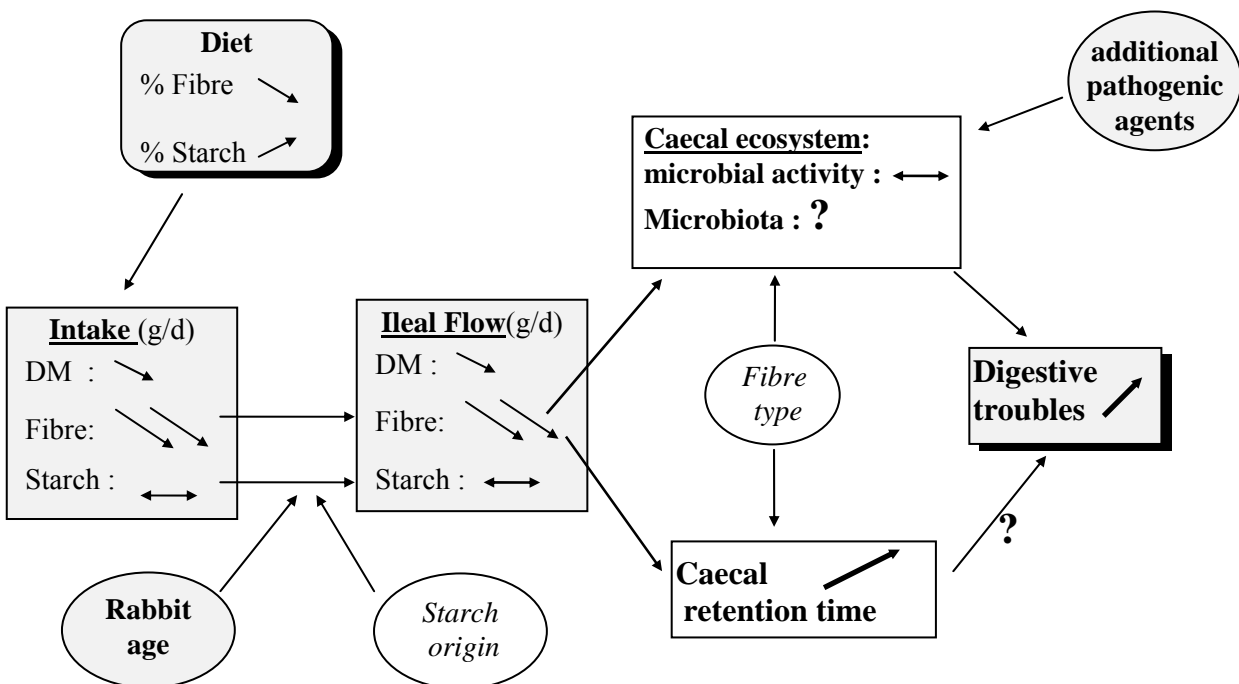 Diet
% Fibre
% Starch
additional
pathogenic
agents
Caecal ecosystem:
microbial activity :
Microbiota : ?
Intake (g/d)
DM :
Fibre:
Starch :
Ileal Flow(g/d)
DM :
Fibre:
Starch :
Fibre
type
Digestive
troubles
?
Caecal
retention time
Rabbit
age
Starch
origin